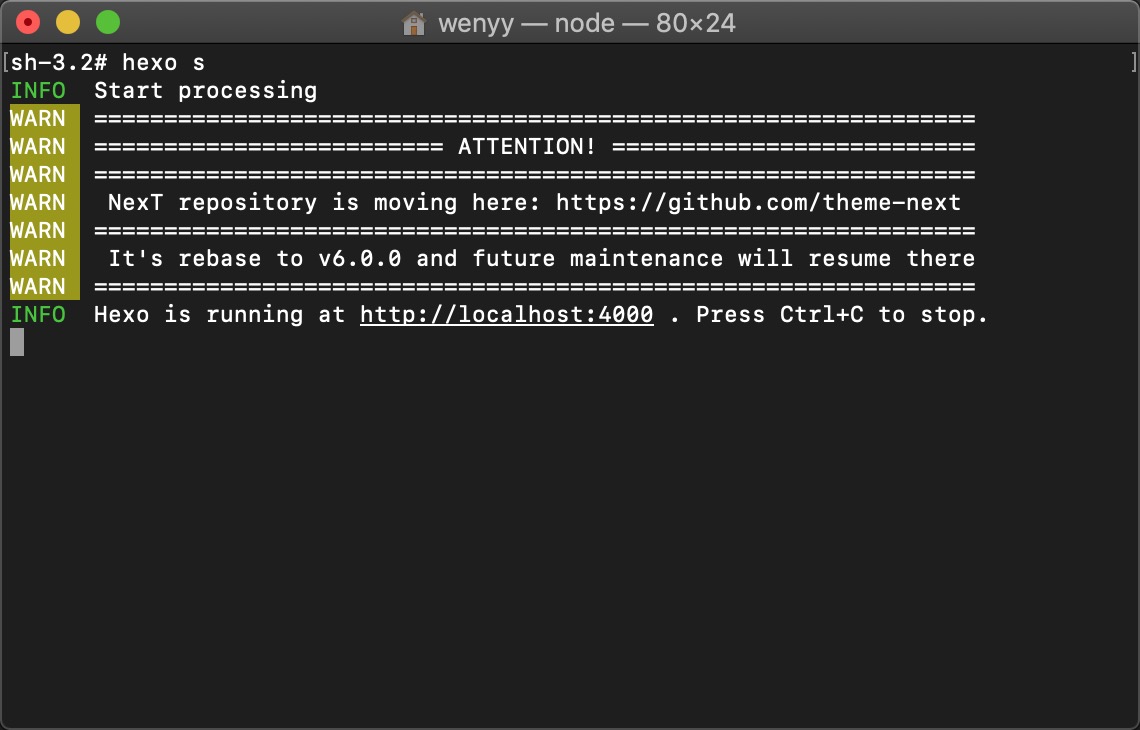 wenyy — node — 80×24
[sh-3.2# hexo s ]
INFO  Start processing
WARN  ===============================================================
WARN  ========================= ATTENTION! ==========================
WARN  ===============================================================
WARN   NexT repository is moving here: https://github.com/theme-next
WARN  ===============================================================
WARN   It's rebase to v6.0.0 and future maintenance will resume there
WARN  ===============================================================
INFO  Hexo is running at http://localhost:4000 . Press Ctrl+C to stop.